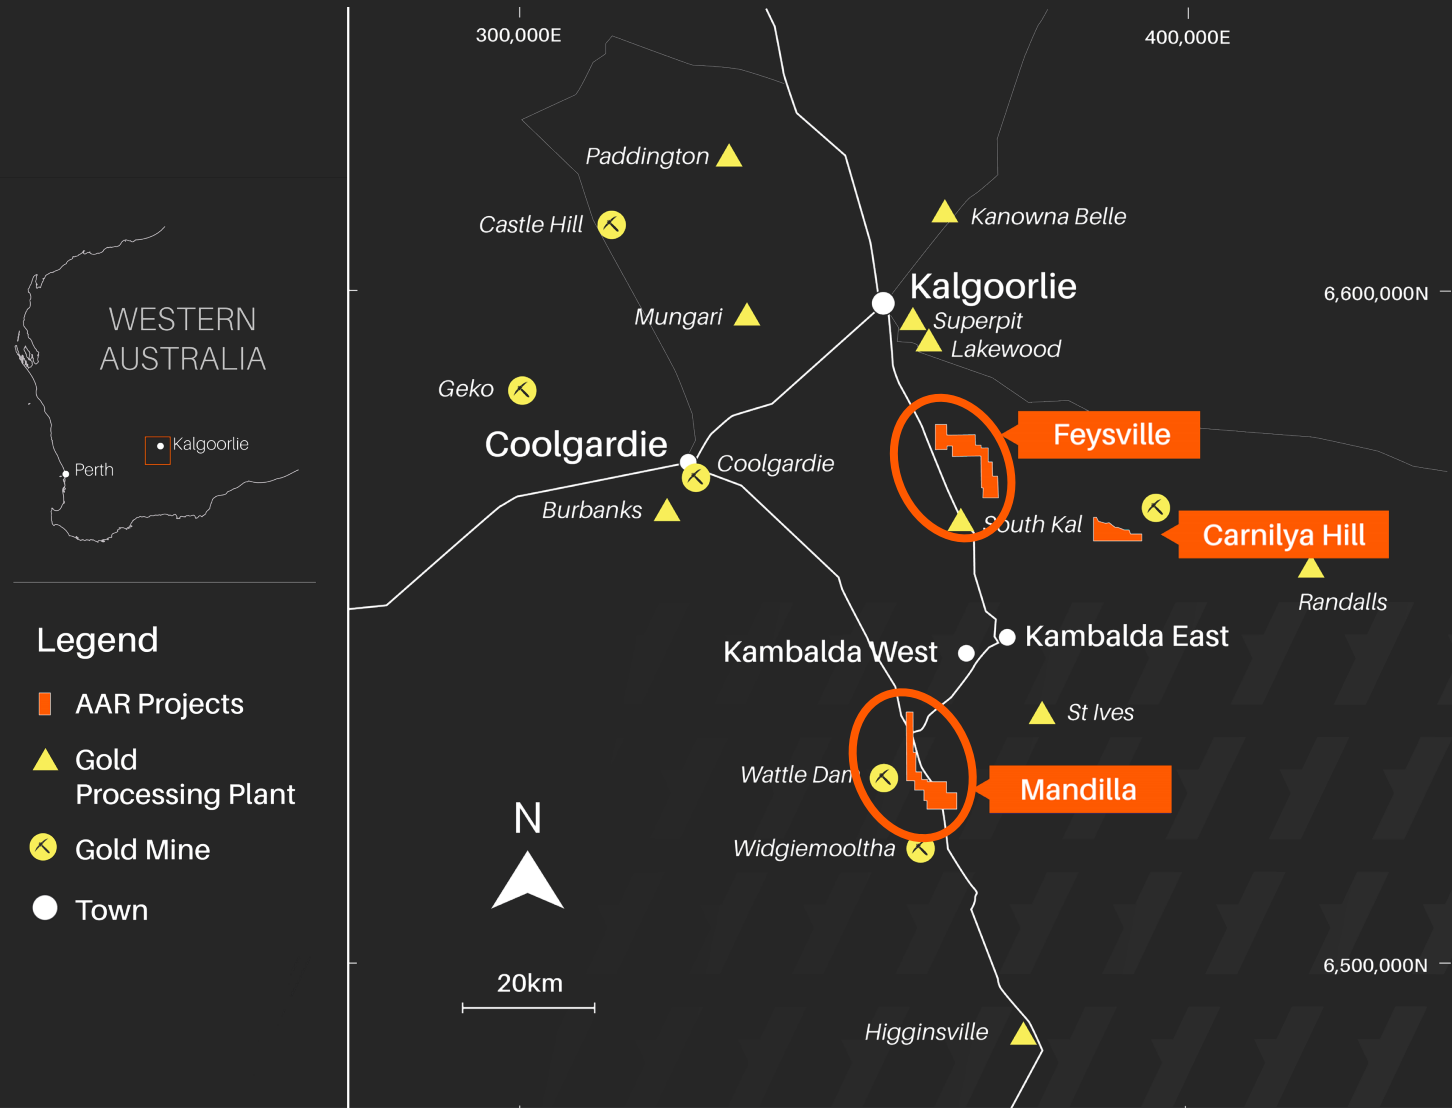 300,000E
400,000E
Paddington
Castle Hill
Kanowna Belle
Kalgoorlie
6,600,000N
Mungari
Superpit
Lakewood
WESTERN
AUSTRALIA
Geko
Kalgoorlie
Coolgardie
Feysville
Perth
Coolgardie
Burbanks
South Kal
Carnilya Hill
Randalls
Legend
Kambalda East
Kambalda West
AAR Projects
St Ives
Gold
Processing Plant
Wattle Dam
Mandilla
N
Gold Mine
Widgiemooltha
Town
6,500,000N
20km
Higginsville